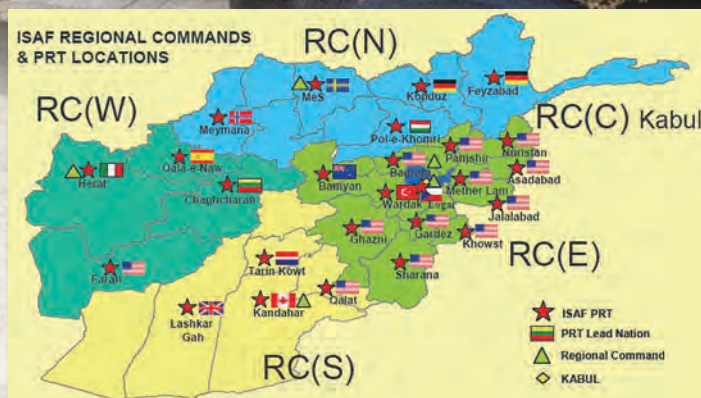 ISAF REGIONAL COMMANDS
& PRT LOCATIONS
RC(N)
RC(W)
RC(C) Kabul
MeS
Konduz
Feyzabad
Meymana
Pol-e-Khomri
Herat
Qala-e-Naw
Chaghcharan
Bamyan
Panjshir
Nuristan
Mether Lam
Asadabad
Wardak
Logar
Jalalabad
Ghazni
Gardez
Khowst
RC(E)
Farah
Tarin Kowt
Sharana
Qalat
Lashkar
Gah
Kandahar
RC(S)
ISAF PRT
PRT Lead Nation
Regional Command
KABUL